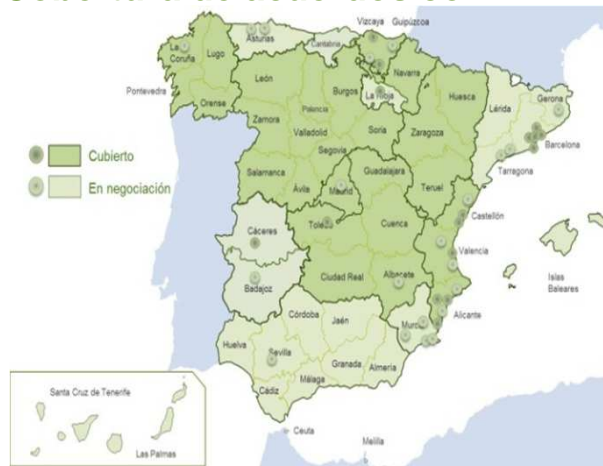 Asturias
Cantabria
Vizcaya
Guipúzcoa
La
Coruña
Lugo
Pontevedra
Orense
León
Palencia
Burgos
Navarra
La Rioja
Huesca
Lérida
Gerona
Barcelona
Tarragona
Zamora
Valladolid
Soria
Zaragoza
Segovia
Salamanca
Ávila
Madrid
Guadalajara
Teruel
Cubierto
En negociación
Castellón
Cáceres
Toledo
Cuenca
Valencia
Badajoz
Ciudad Real
Albacete
Islas
Baleares
Alicante
Murcia
Córdoba
Jaén
Huelva
Sevilla
Granada
Almería
Málaga
Cádiz
Santa Cruz de Tenerife
Las Palmas
Ceuta
Melilla